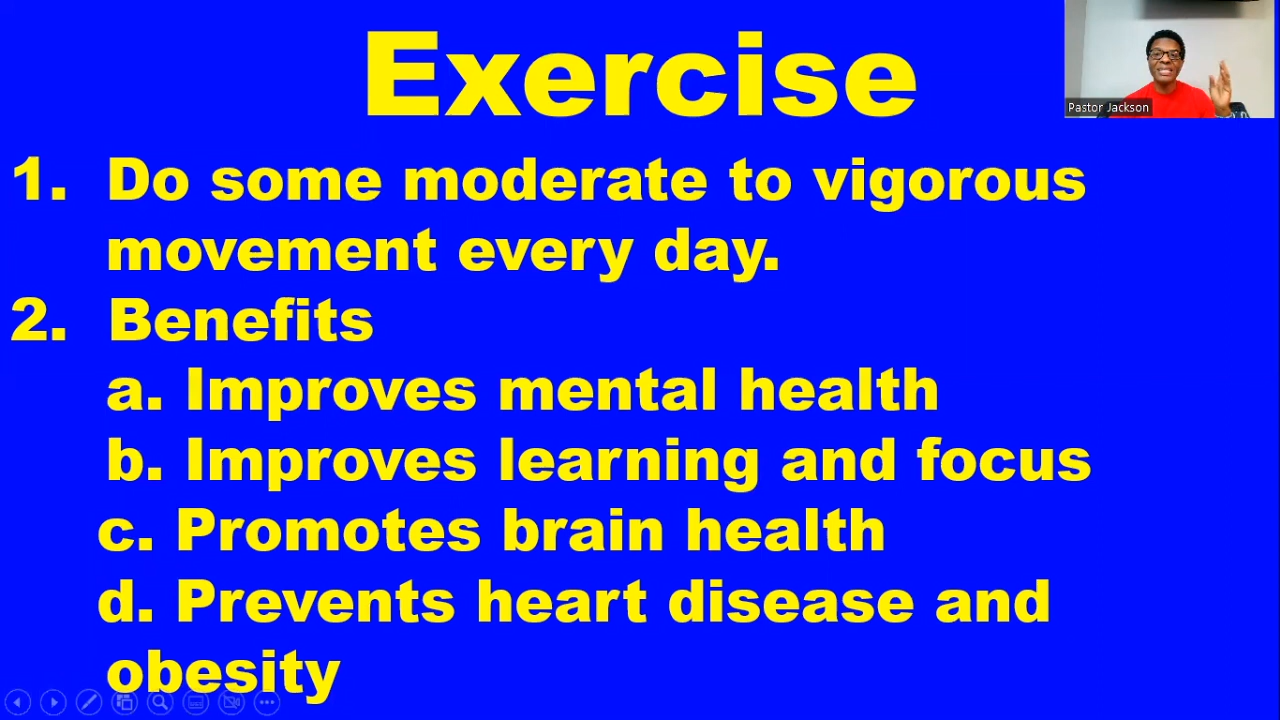 Exercise
Pastor Jackson
1. Do some moderate to vigorous
movement every day.
2. Benefits
a. Improves mental health
b. Improves learning and focus
c. Promotes brain health
d. Prevents heart disease and
obesity